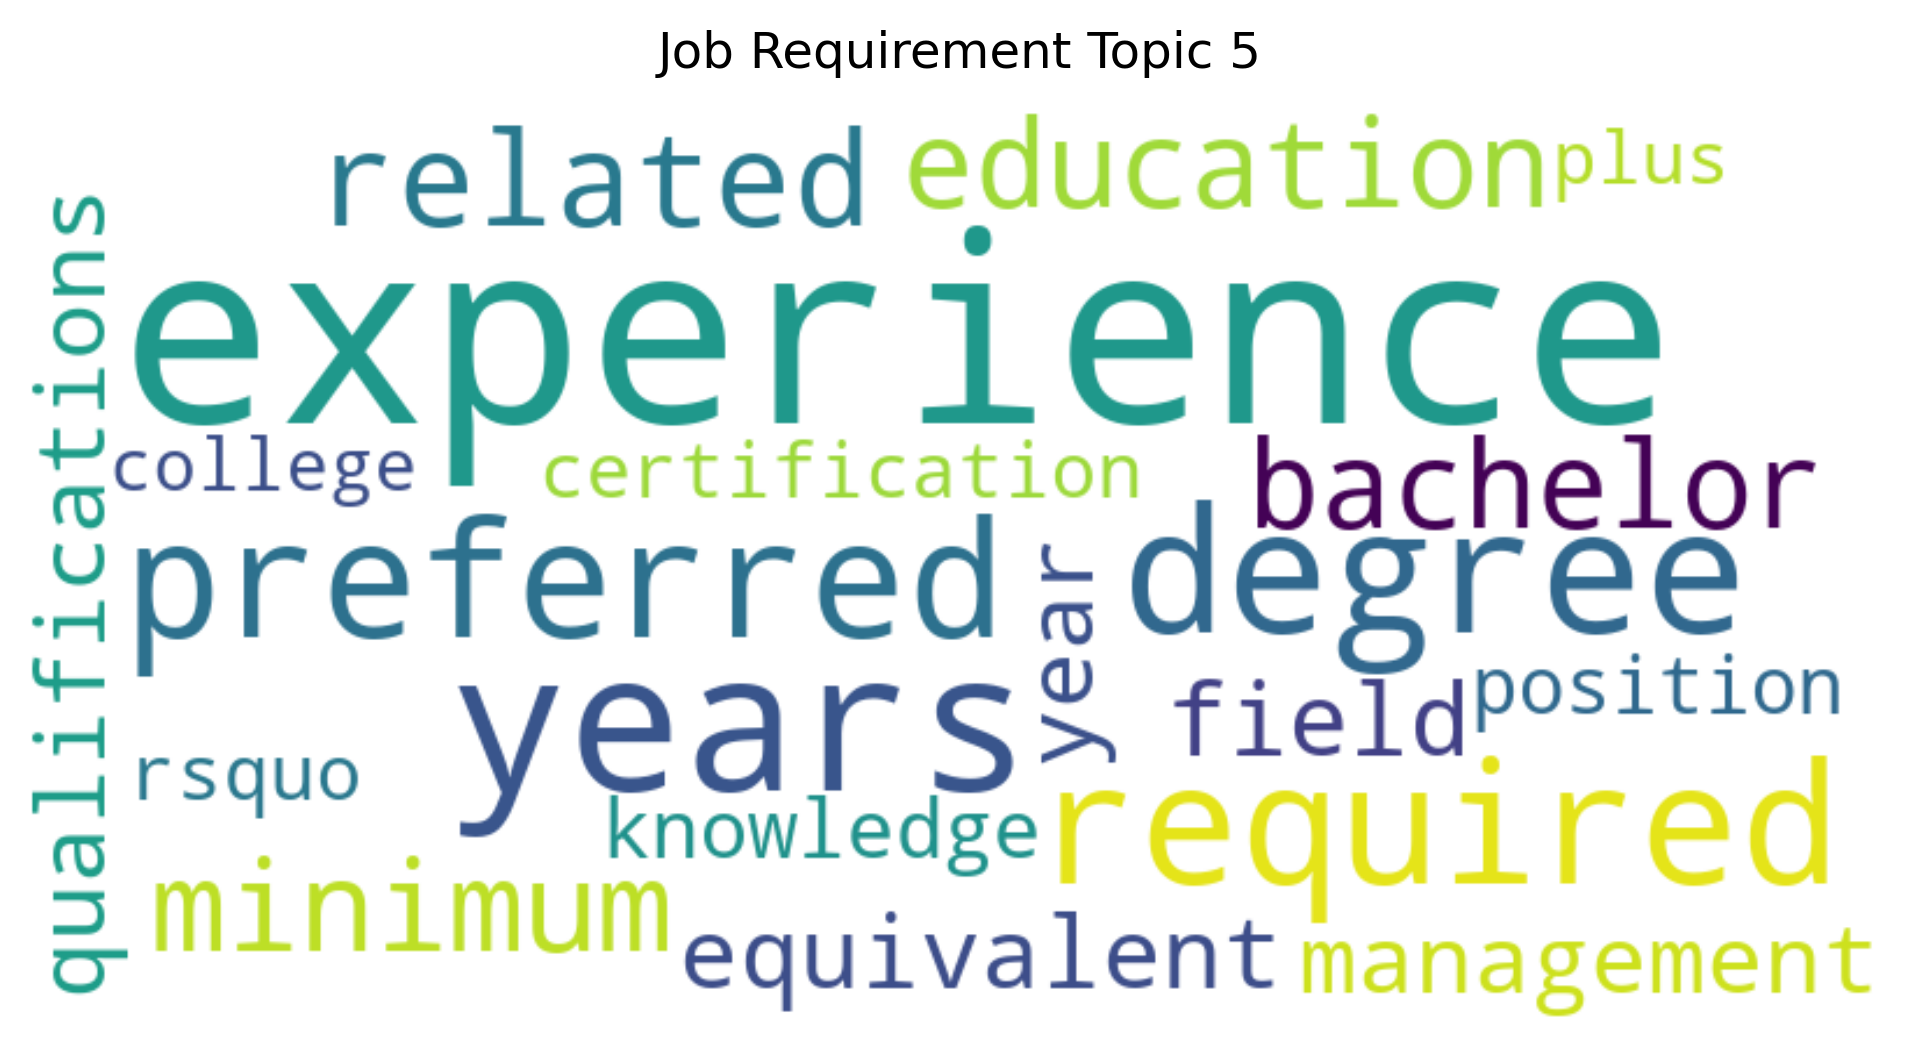 Job Requirement Topic 5
related education plus
qualifications
experience
college certification bachelor
preferred year degree
years field position
rsquo knowledge required
minimum equivalent management